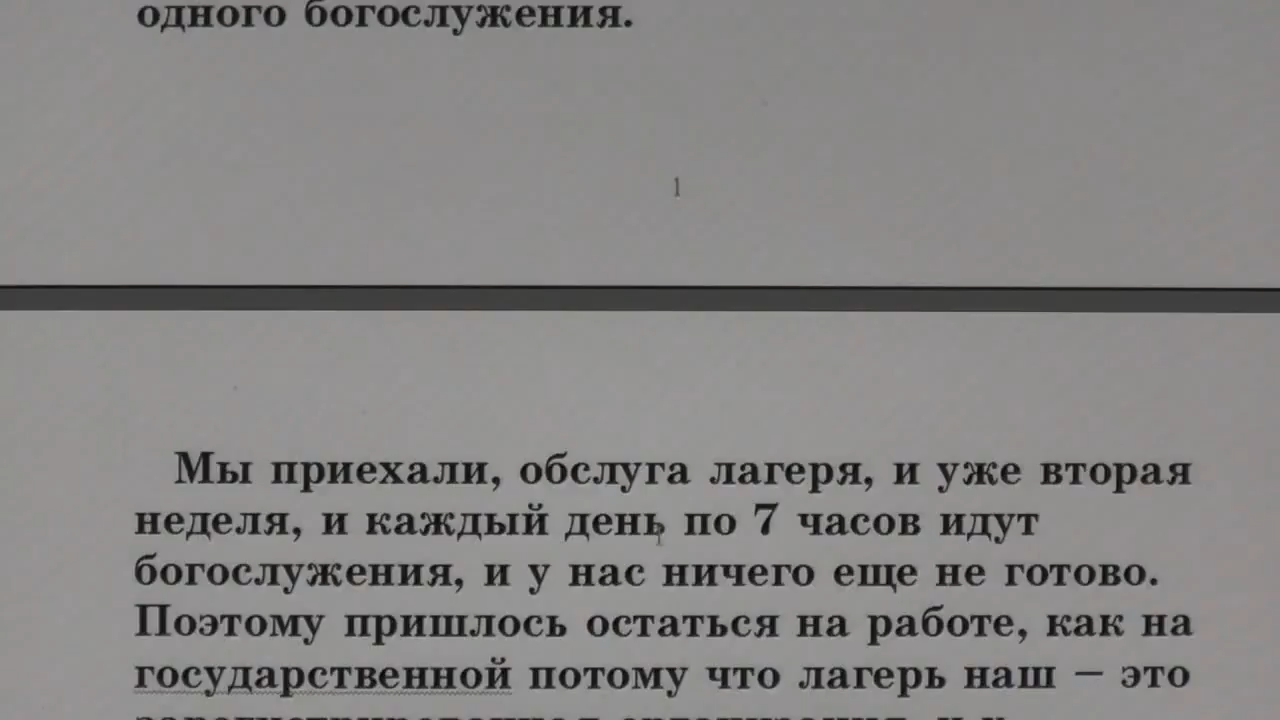 одного богослужения.
1
Мы приехали, обслуга лагеря, и уже вторая
неделя, и каждый день по 7 часов идут
богослужения, и у нас ничего еще не готово.
Поэтому пришлось остаться на работе, как на
государственной потому что лагерь наш – это